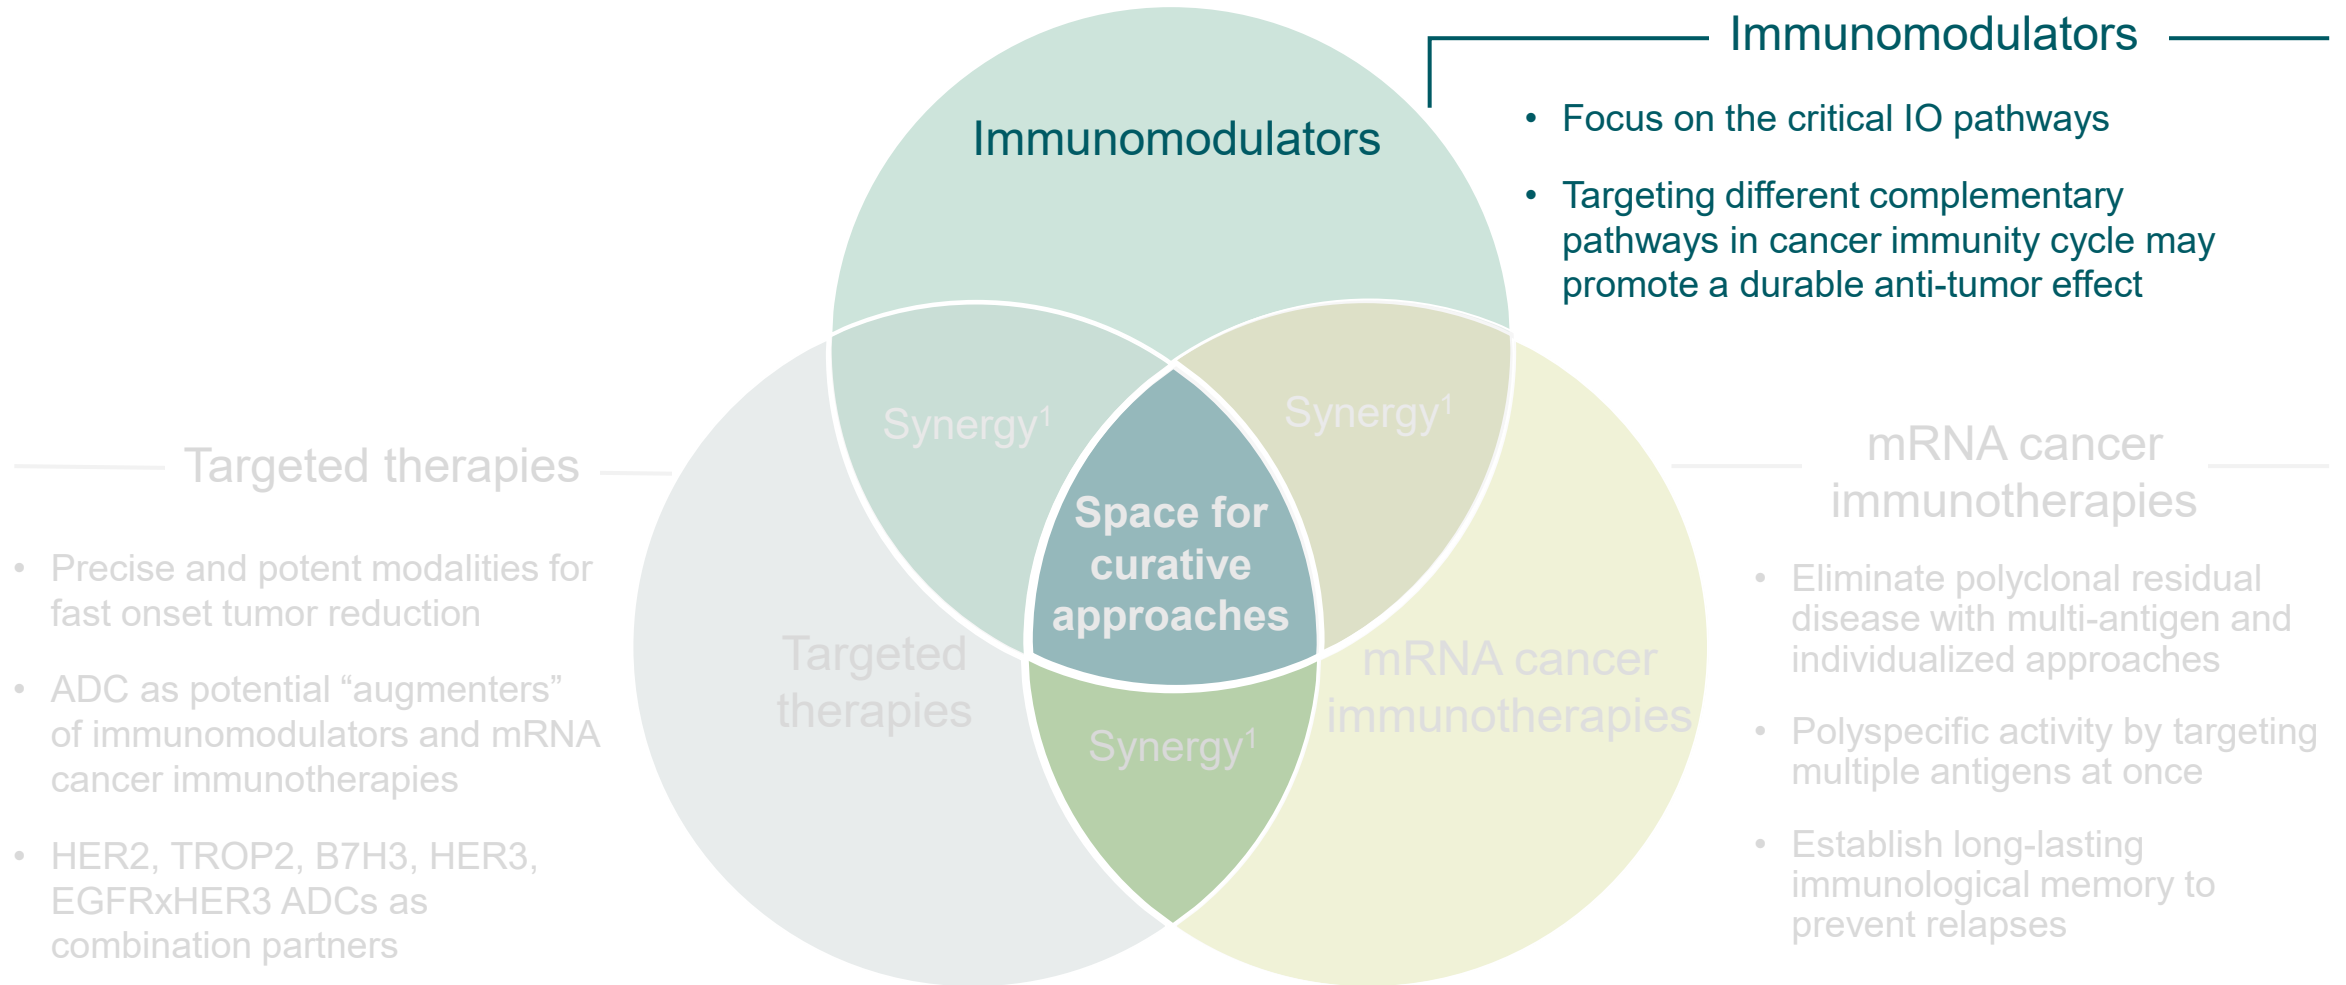 Immunomodulators
• Focus on the critical IO pathways
• Targeting different complementary
pathways in cancer immunity cycle may
promote a durable anti-tumor effect
Immunomodulators
Synergy¹
Synergy¹
Space for
curative
approaches
Targeted
therapies
mRNA cancer
immunotherapies
Synergy¹
Targeted therapies
• Precise and potent modalities for
fast onset tumor reduction
• ADC as potential “augmenters”
of immunomodulators and mRNA
cancer immunotherapies
• HER2, TROP2, B7H3, HER3,
EGFRxHER3 ADCs as
combination partners
mRNA cancer
immunotherapies
• Eliminate polyclonal residual
disease with multi-antigen and
individualized approaches
• Polyspecific activity by targeting
multiple antigens at once
• Establish long-lasting
immunological memory to
prevent relapses